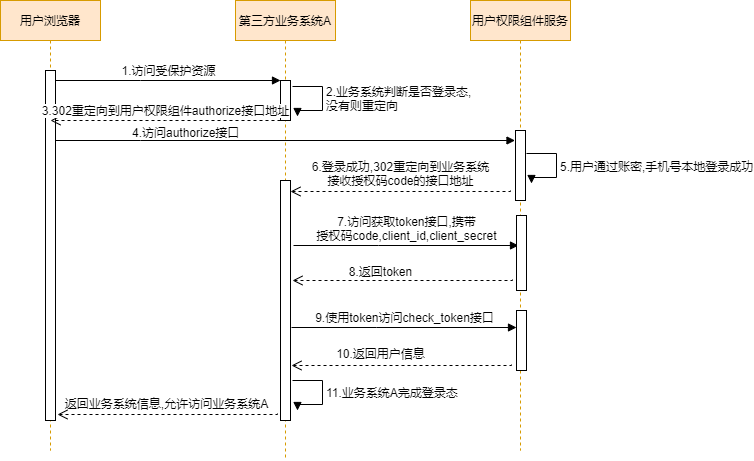 用户浏览器
第三方业务系统A
用户权限组件服务
1.访问受保护资源
2.业务系统判断是否登录态,
没有则重定向
3.302重定向到用户权限组件authorize接口地址
4.访问authorize接口
5.用户通过账密,手机号本地登录成功
6.登录成功,302重定向到业务系统
接收授权码code的接口地址
7.访问获取token接口,携带
授权码code,client_id,client_secret
8.返回token
9.使用token访问check_token接口
10.返回用户信息
11.业务系统A完成登录态
返回业务系统信息,允许访问业务系统A